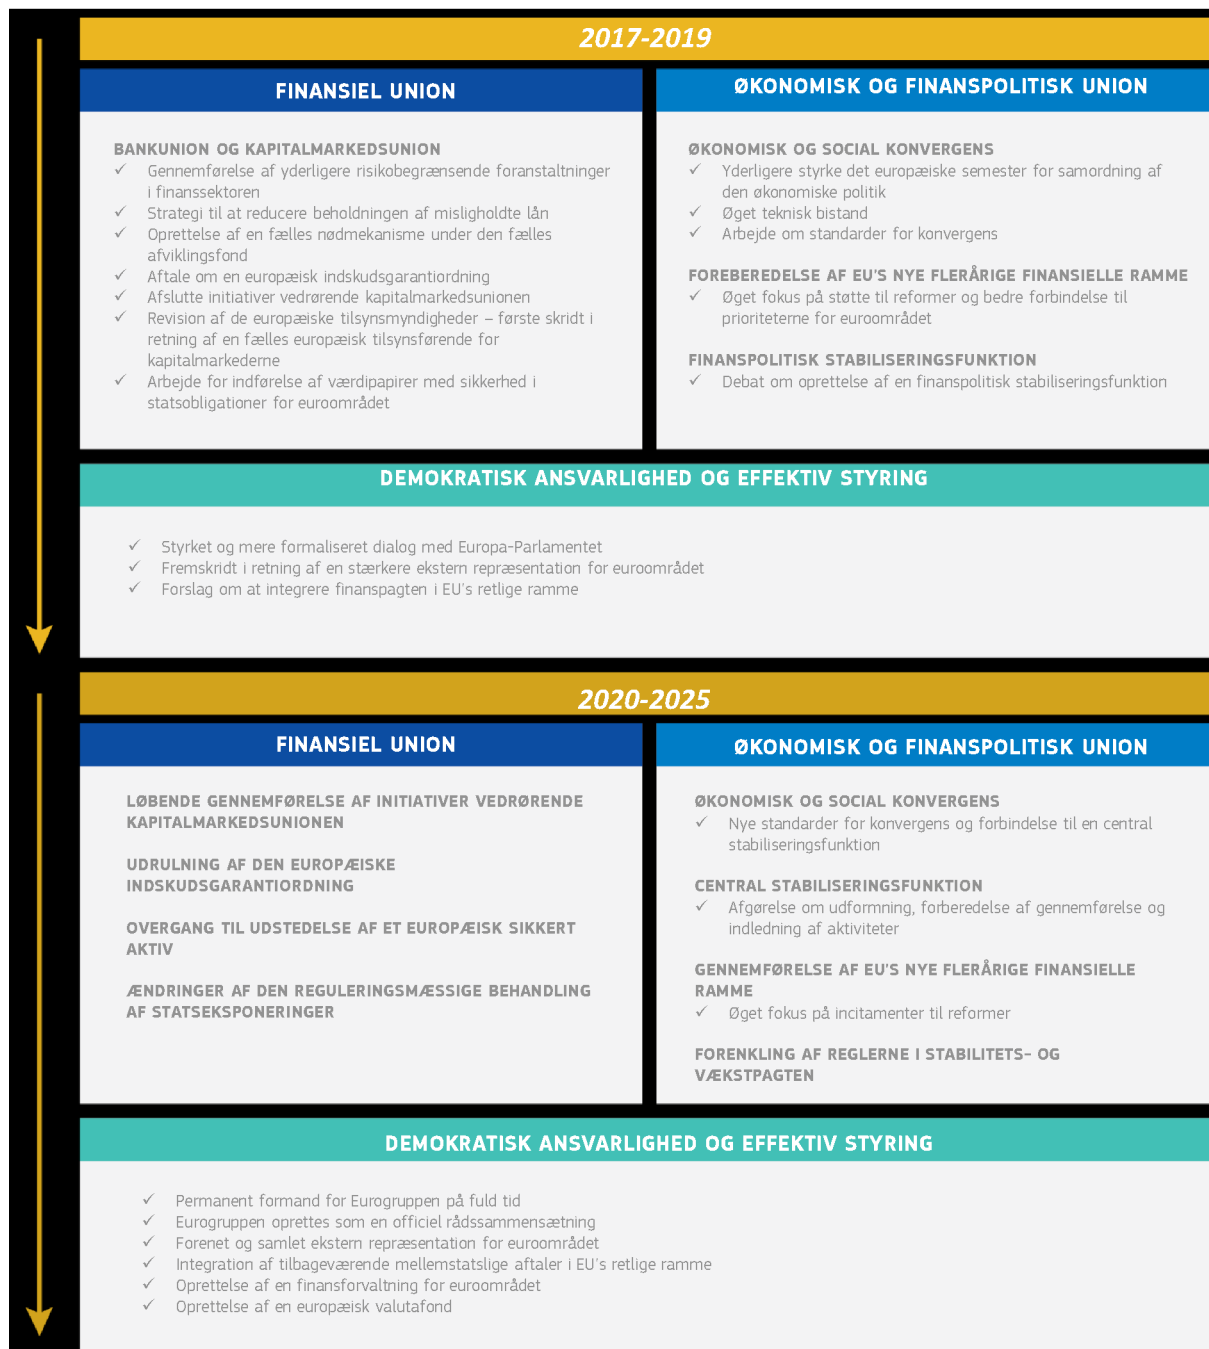 2017-2019
FINANSIEL UNION
BANKUNION OG KAPITALMARKEDSUNION
✓ Gennemførelse af yderligere risikobegrænsende foranstaltninger
i finanssektoren
✓ Strategi til at reducere beholdningen af misligholdte lån
✓ Oprettelse af en fælles nødmekanisme under den fælles
afviklingsfond
✓ Aftale om en europæisk indskudsgarantiordning
✓ Afslutte initiativer vedrørende kapitalmarkedsunionen
✓ Revision af de europæiske tilsynsmyndigheder – første skridt i
retning af en fælles europæisk tilsynsførende for
kapitalmarkederne
✓ Arbejde for indførelse af værdipapirer med sikkerhed i
statsobligationer for euroområdet
ØKONOMISK OG FINANSPOLITISK UNION
ØKONOMISK OG SOCIAL KONVERGENS
✓ Yderligere styrke det europæiske semester for samordning af
den økonomiske politik
✓ Øget teknisk bistand
✓ Arbejde om standarder for konvergens
FOREBEREDELSE AF EU'S NYE FLERÅRIGE FINANSIELLE RAMME
✓ Øget fokus på støtte til reformer og bedre forbindelse til
prioriteterne for euroområdet
FINANSPOLITISK STABILISERINGSFUNKTION
✓ Debat om oprettelse af en finanspolitisk stabiliseringsfunktion
DEMOKRATISK ANSVARLIGHED OG EFFEKTIV STYRING
✓ Styrket og mere formaliseret dialog med Europa-Parlamentet
✓ Fremskridt i retning af en stærkere ekstern repræsentation for euroområdet
✓ Forslag om at integrere finanspagten i EU's retlige ramme
2020-2025
FINANSIEL UNION
LØBENDE GENNEMFØRELSE AF INITIATIVER VEDRØRENDE
KAPITALMARKEDSUNIONEN
UDRULNING AF DEN EUROPÆISKE
INDSKUDSGARANTIORDNING
OVERGANG TIL UDSTEDELSE AF ET EUROPÆISK SIKKERT
AKTIV
ÆNDRINGER AF DEN REGULERINGSMÆSSIGE BEHANDLING
AF STATSEKSPONERINGER
ØKONOMISK OG FINANSPOLITISK UNION
ØKONOMISK OG SOCIAL KONVERGENS
✓ Nye standarder for konvergens og forbindelse til en central
stabiliseringsfunktion
CENTRAL STABILISERINGSFUNKTION
✓ Afgørelse om udformning, forberedelse af gennemførelse og
indledning af aktiviteter
GENNEMFØRELSE AF EU'S NYE FLERÅRIGE FINANSIELLE
RAMME
✓ Øget fokus på incitamenter til reformer
FORENKLING AF REGLERNE I STABILITETS- OG
VÆKSTPAGTEN
DEMOKRATISK ANSVARLIGHED OG EFFEKTIV STYRING
✓ Permanent formand for Eurogruppen på fuld tid
✓ Eurogruppen oprettes som en officiel rådssammensætning
✓ Forenet og samlet ekstern repræsentation for euroområdet
✓ Integration af tilbageværende mellemstatslige aftaler i EU's retlige ramme
✓ Oprettelse af en finansforvaltning for euroområdet
✓ Oprettelse af en europæisk valutafond